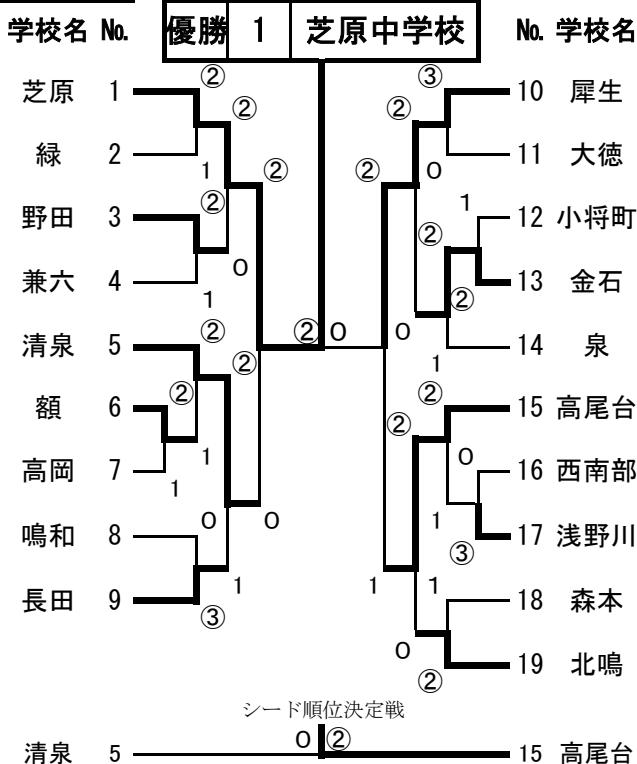 学校名 No. 優勝 1 芝原中学校 No. 学校名
② ③
芝原 1 ② ② 10 犀生
緑 2 11 大徳
1 ② ② 0
② 1
野田 3 12 小将町
②
0
兼六 4 13 金石
1 ②
② ② 0 0
清泉 5 14 泉
② 1
② ②
額 6 15 高尾台
②
1 0
高岡 7 16 西南部
1
0 0 1
鳴和 8 17 浅野川
③
1 1 1
長田 9 18 森本
③
0
19 北鳴
②
シード順位決定戦
0 ②
清泉 5 15 高尾台